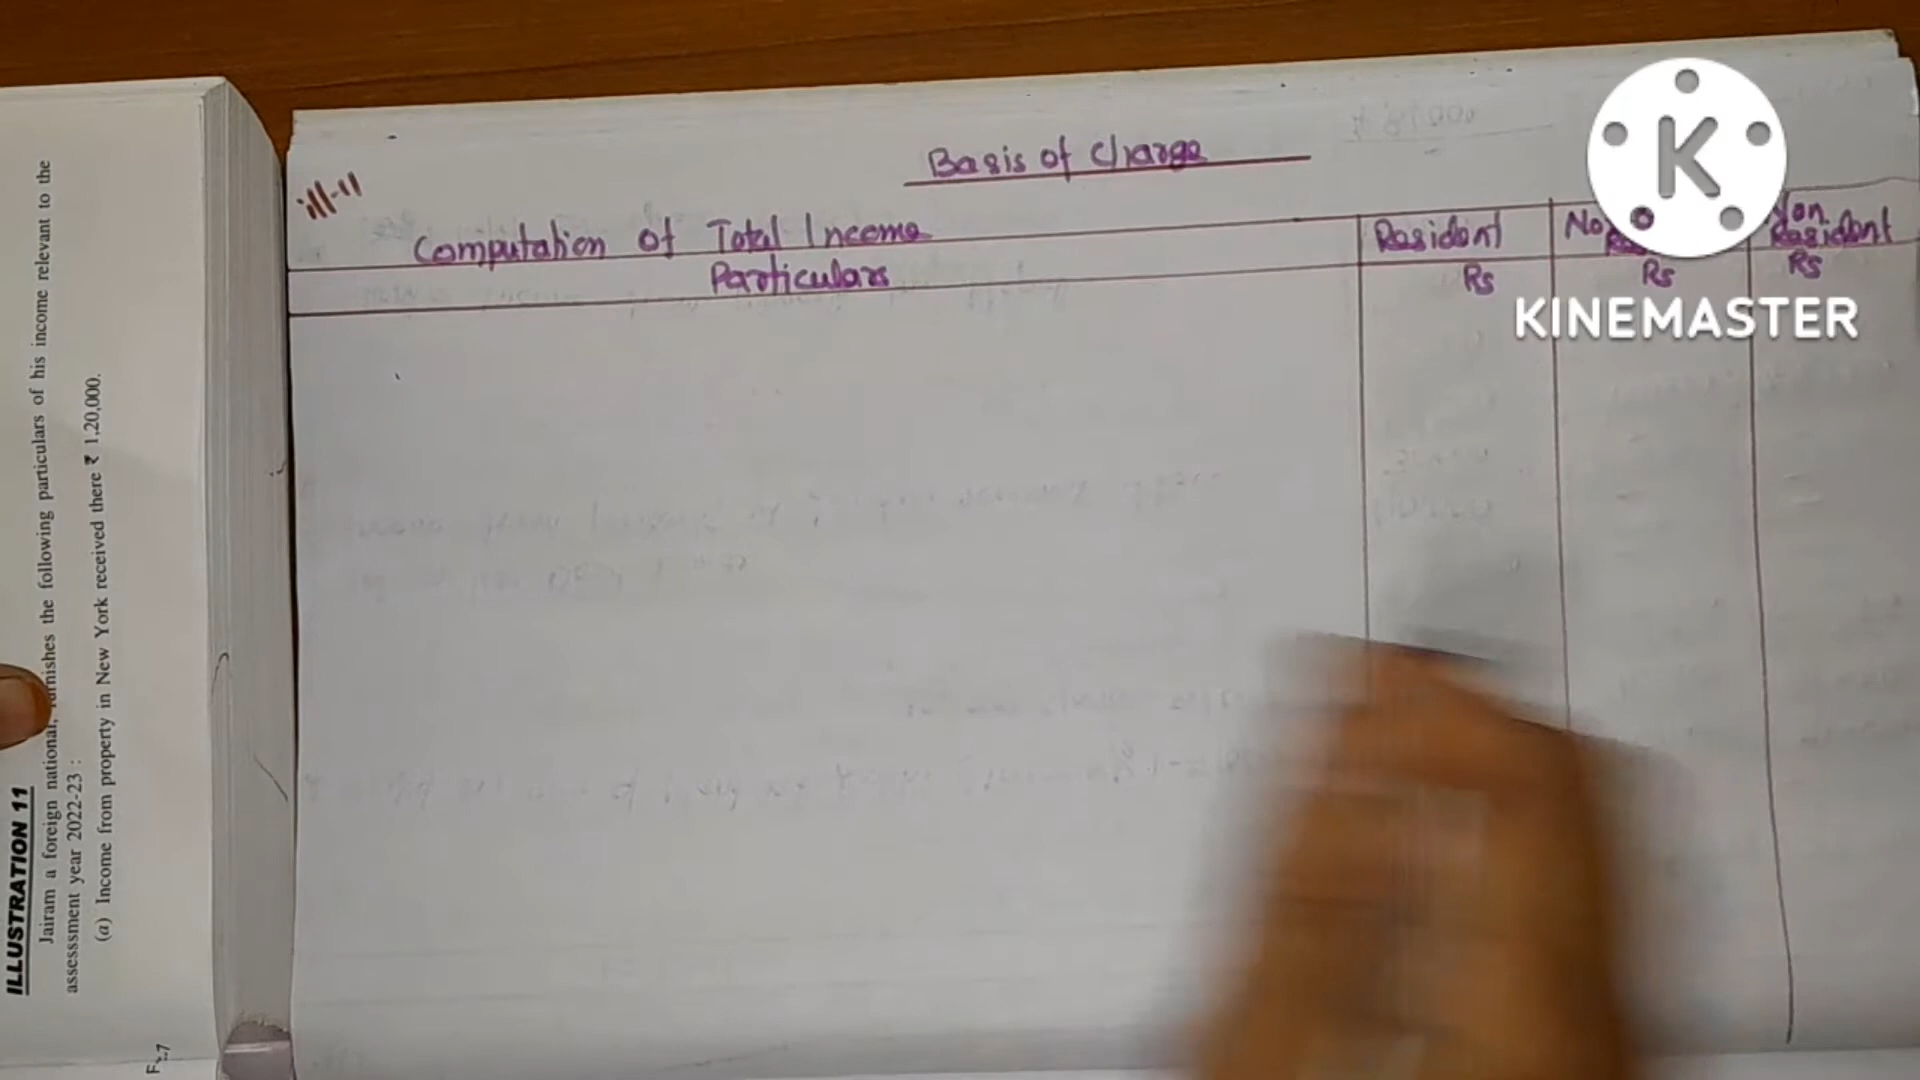 ILLUSTRATION 11
Jairam a foreign national, furnishes the following particulars of his income relevant to the
assesssment year 2022-23 :
(a) Income from property in New York received there ₹ 1,20,000.
ill-11
Basis of charge
Computation of Total Income
Resident
Non
Resident
Particulars
Rs
Rs
Rs
KINEMASTER